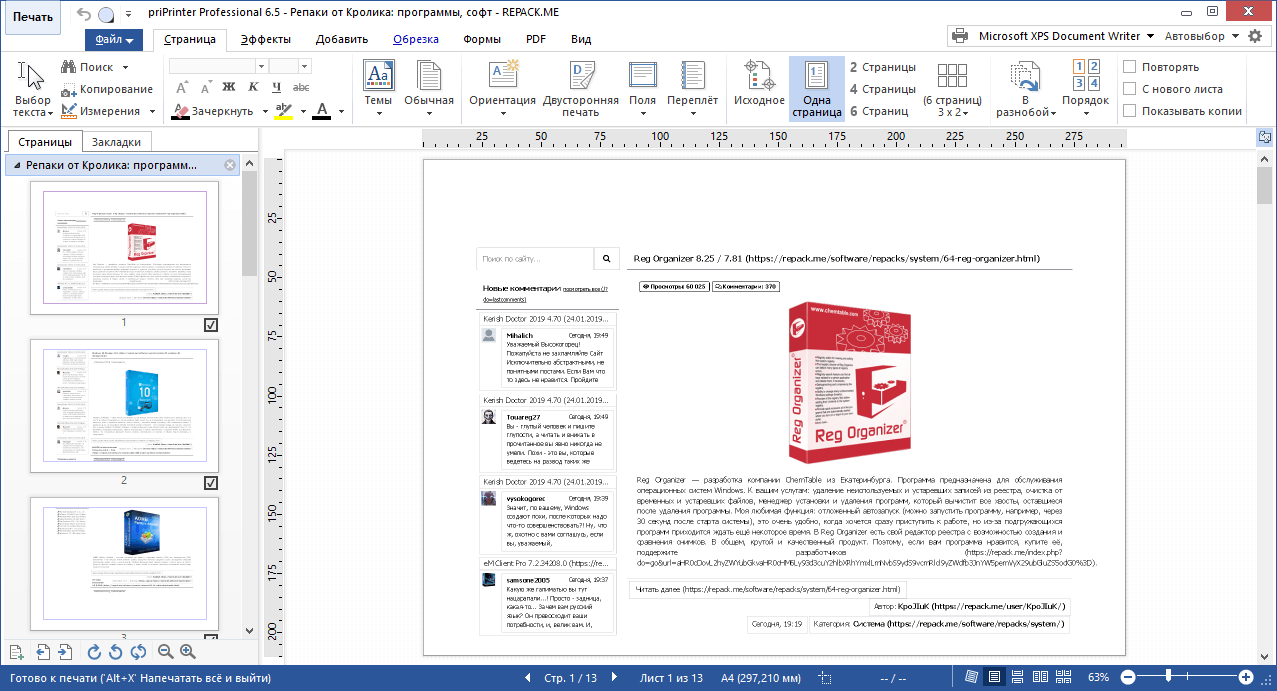 Печать
priPrinter Professional 6.5 - Репаки от Кролика: программы, софт - REPACK.ME
Файл
Страница
Эффекты
Добавить
Обрезка
Формы
PDF
Вид
Microsoft XPS Document Writer
Автовыбор
Выбор текста
Поиск
Копирование
Измерения
Ж К Ч abc
Зачеркнуть
ab
A
Темы
Обычная
Ориентация
Двусторонняя печать
Поля
Переплёт
Исходное
Одна страница
2 Страницы
4 Страницы
6 Страниц
(6 страниц)
3 x 2
В разнобой
Порядок
Повторять
С нового листа
Показывать копии
Страницы
Закладки
Репаки от Кролика: программ...
1
2
3
25 50 75 100 125 150 175 200 225 250 275
25
50
75
100
125
150
175
200
Поиск по сайту...
Новые комментарии посмотреть все (/?
do=lastcomments)
Kerish Doctor 2019 4.70 (24.01.2019...
Mihalich Сегодня, 19:49
Уважаемый Высокогорец!
Пожалуйста не захламляйте Сайт
Исключительно абстрактными, не
понятными постами. Если Вам что
то здесь не нравится. Пройдите
Kerish Doctor 2019 4.70 (24.01.2019...
Touareg27 Сегодня, 19:49
Вы - глупый человек и пишите
глупости, а читать и вникать в
прочитанное вы явно никогда не
умели. Лохи - это вы, которые
ведетесь на развод таких же
Kerish Doctor 2019 4.70 (24.01.2019...
vysokogorec Сегодня, 19:39
Значит, по вашему, Windows
создают лохи, после которых надо
что-то совершенствовать?! Ну, что
ж, охотно с вами соглашусь, если
вы, уважаемый,
eMClient Pro 7.2.34208.0 (https://re...
samsone2005 Сегодня, 19:37
Какую же галиматью вы тут
нацарапали...! Просто - задница,
какая-то... Зачем вам русский
язык? Он превосходит ваши
потребности, и, велик вам. И,
Reg Organizer 8.25 / 7.81 (https://repack.me/software/repacks/system/64-reg-organizer.html)
Просмотры: 60 025
Комментарии: 370
www.chemtable.com
Reg Organizer
Reg Organizer
Reg Organizer — разработка компании ChemTable из Екатеринбурга. Программа предназначена для обслуживания
операционных систем Windows. К вашим услугам: удаление неиспользуемых и устаревших записей из реестра, очистка от
временных и устаревших файлов, менеджер установки и удаления программ, который вычистит все хвосты, оставшиеся
после удаления программы. Моя любимая функция: отложенный автозапуск (можно запустить программу, например, через
30 секунд после старта системы), это очень удобно, когда хочется сразу приступить к работе, но из-за подгружающихся
программ приходится ждать ещё некоторое время. В Reg Organizer есть свой редактор реестра с возможностью создания и
сравнения снимков. В общем, крутой и качественный продукт. Поэтому, если вам программа нравится, купите её,
поддержите разработчиков (https://repack.me/index.php?
Читать далее (https://repack.me/software/repacks/system/64-reg-organizer.html)
Автор: KpoJIuK (https://repack.me/user/KpoJIuK/)
Сегодня, 19:19
Категория: Система (https://repack.me/software/repacks/system/)
Готово к печати ('Alt+X' Напечатать всё и выйти)
Стр. 1 / 13
Лист 1 из 13
A4 (297,210 мм)
-- / --
63%